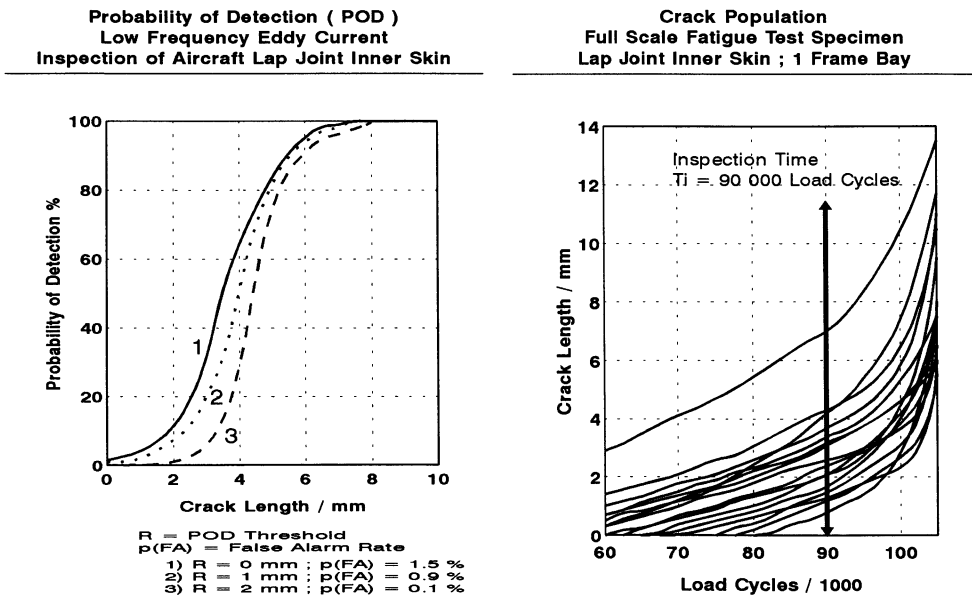 Probability of Detection ( POD )
Low Frequency Eddy Current
Inspection of Aircraft Lap Joint Inner Skin
100
80
60
40
20
0
Probability of Detection %
1
2
3
0 2 4 6 8 10
Crack Length / mm
R = POD Threshold
p(FA) = False Alarm Rate
1) R = 0 mm ; p(FA) = 1.5 %
2) R = 1 mm ; p(FA) = 0.9 %
3) R = 2 mm ; p(FA) = 0.1 %
Crack Population
Full Scale Fatigue Test Specimen
Lap Joint Inner Skin ; 1 Frame Bay
14
12
10
8
6
4
2
0
Crack Length / mm
Inspection Time
Ti = 90 000 Load Cycles
60 70 80 90 100
Load Cycles / 1000